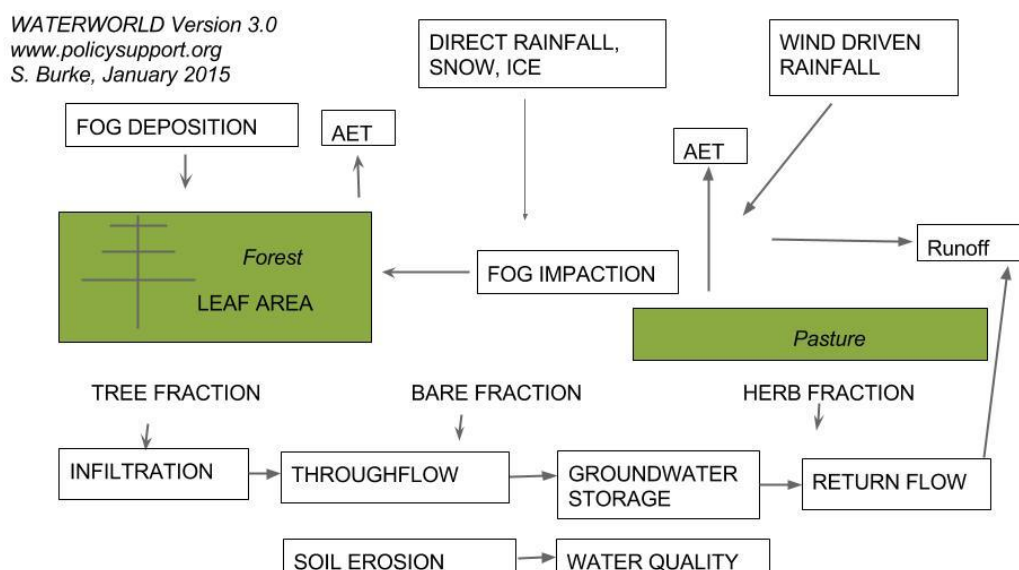 WATERWORLD Version 3.0
www.policysupport.org
S. Burke, January 2015
DIRECT RAINFALL,
SNOW, ICE
WIND DRIVEN
RAINFALL
FOG DEPOSITION
AET
AET
Forest
LEAF AREA
FOG IMPACTION
Runoff
Pasture
TREE FRACTION
BARE FRACTION
HERB FRACTION
INFILTRATION
THROUGHFLOW
GROUNDWATER
STORAGE
RETURN FLOW
SOIL EROSION
WATER QUALITY